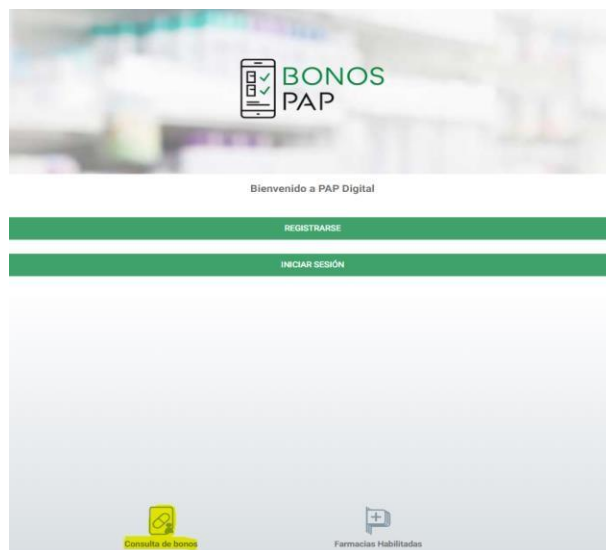 BONOS
PAP
Bienvenido a PAP Digital
REGISTRARSE
INICIAR SESIÓN
Consulta de bonos
Farmacias Habilitadas